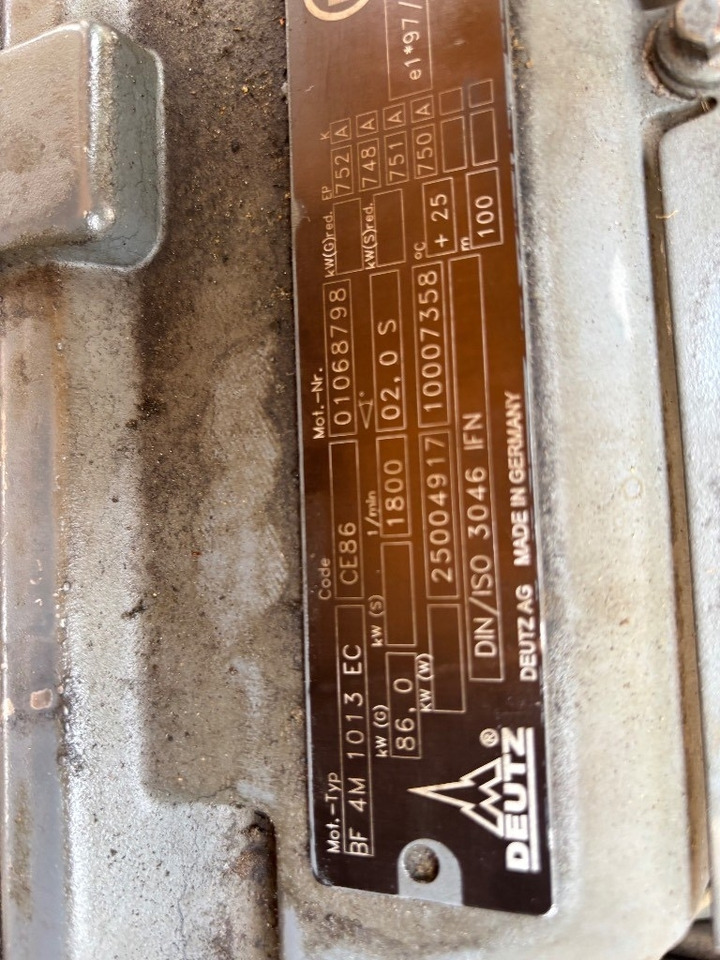 Mot.-Typ Code Mot.-Nr.
BF 4M 1013 EC CE86 01068798
kW (G) kW (S) 1/min ° kW(G)red. EP K
86,0 1800 02,0 S 752 A
kW(S)red. 748 A
kW (W) °C 751 A
25004917 10007358 + 25 750 A
m
DIN/ISO 3046 IFN 100
e1*97/
DEUTZ ® DEUTZ AG MADE IN GERMANY